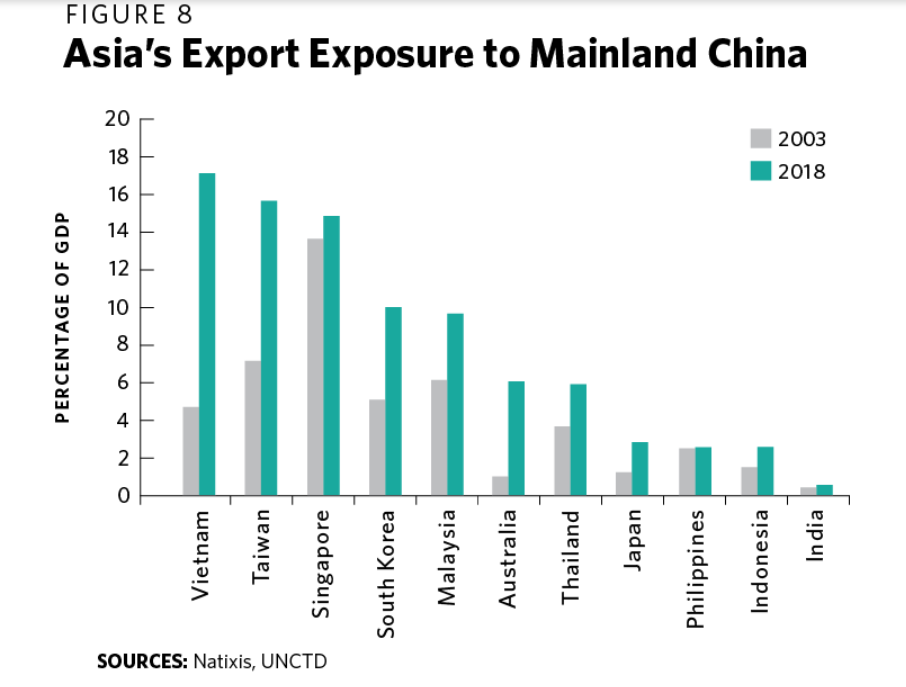 FIGURE 8
Asia's Export Exposure to Mainland China
PERCENTAGE OF GDP
20
18
16
14
12
10
8
6
4
2
0
2003
2018
Vietnam
Taiwan
Singapore
South Korea
Malaysia
Australia
Thailand
Japan
Philippines
Indonesia
India
SOURCES: Natixis, UNCTD